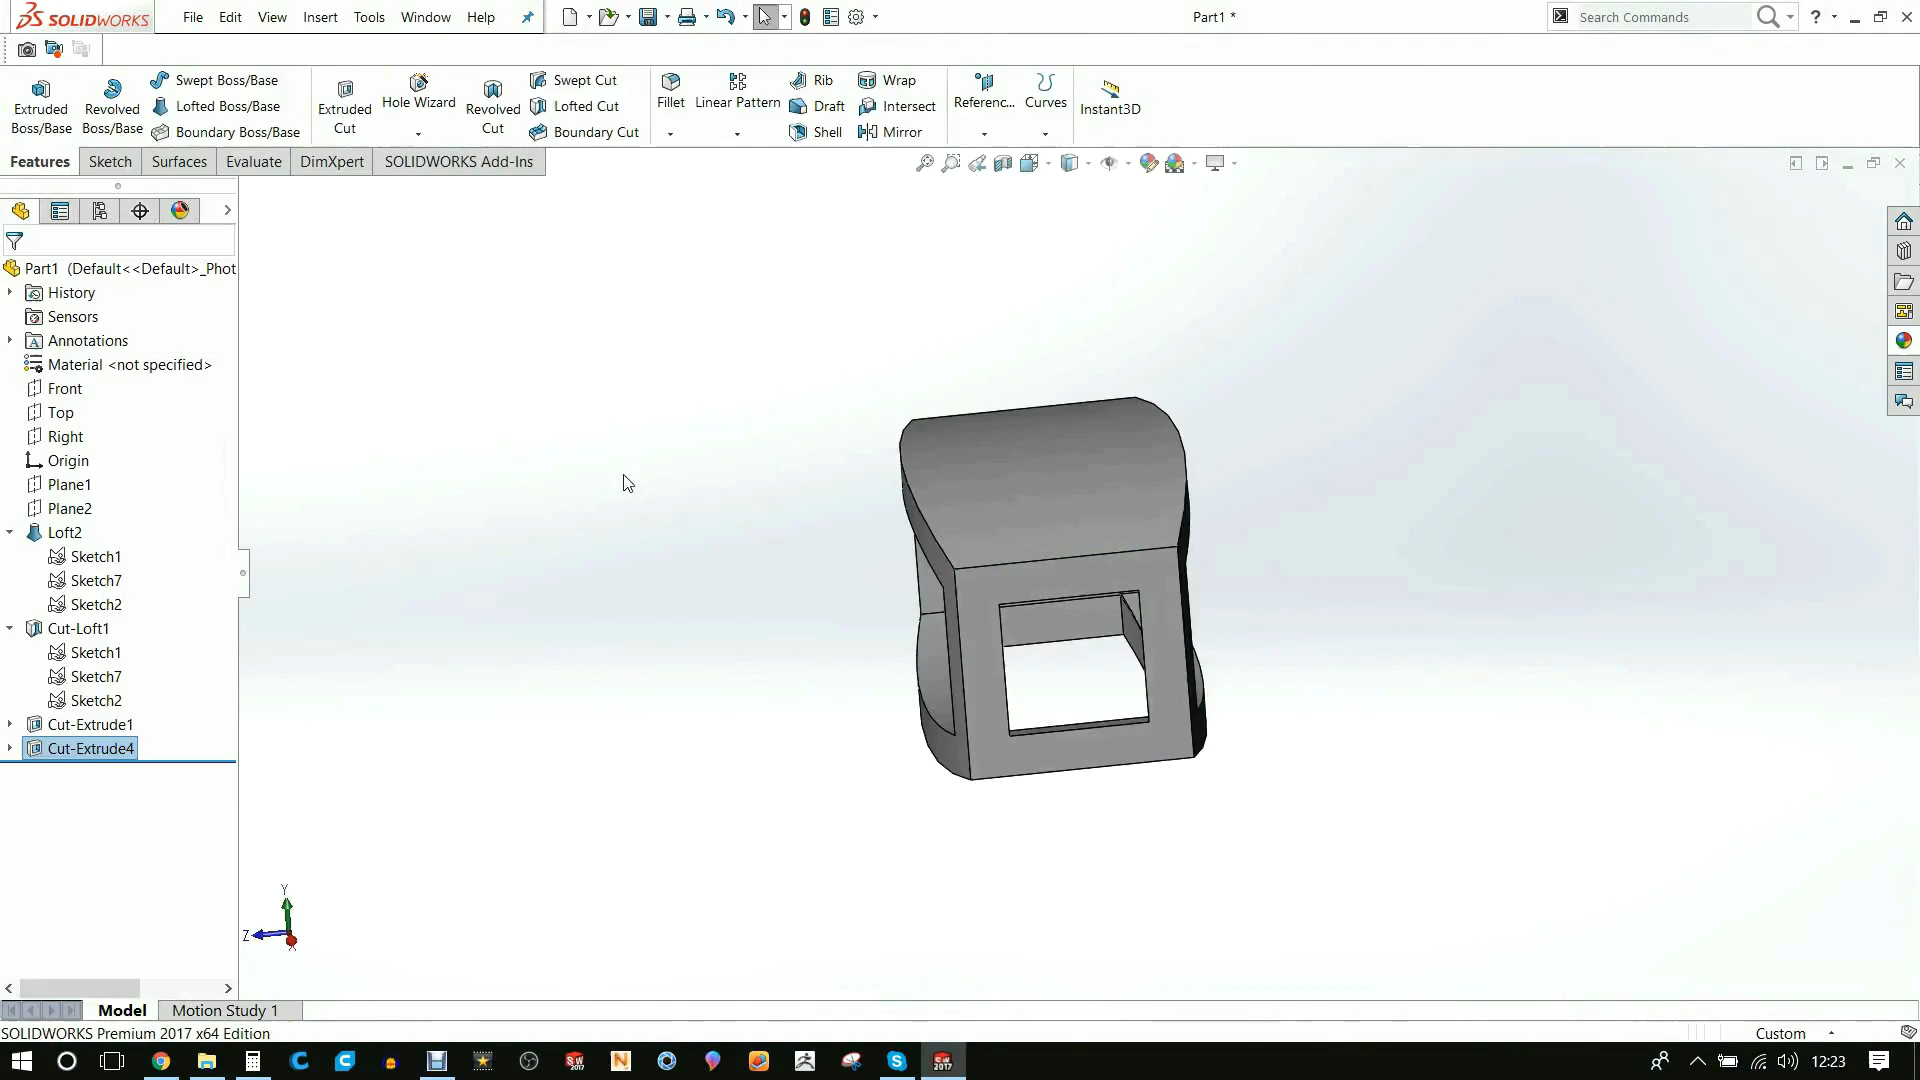 SOLIDWORKS
File Edit View Insert Tools Window Help
Part1 *
Search Commands
Extruded Boss/Base
Revolved Boss/Base
Swept Boss/Base
Lofted Boss/Base
Boundary Boss/Base
Extruded Cut
Hole Wizard
Revolved Cut
Swept Cut
Lofted Cut
Boundary Cut
Fillet
Linear Pattern
Rib
Draft
Shell
Wrap
Intersect
Mirror
Referenc...
Curves
Instant3D
Features Sketch Surfaces Evaluate DimXpert SOLIDWORKS Add-Ins
Part1 (Default<<Default>_Phot
History
Sensors
Annotations
Material <not specified>
Front
Top
Right
Origin
Plane1
Plane2
Loft2
Sketch1
Sketch7
Sketch2
Cut-Loft1
Sketch1
Sketch7
Sketch2
Cut-Extrude1
Cut-Extrude4
Y
Z
X
Model Motion Study 1
SOLIDWORKS Premium 2017 x64 Edition
Custom
12:23